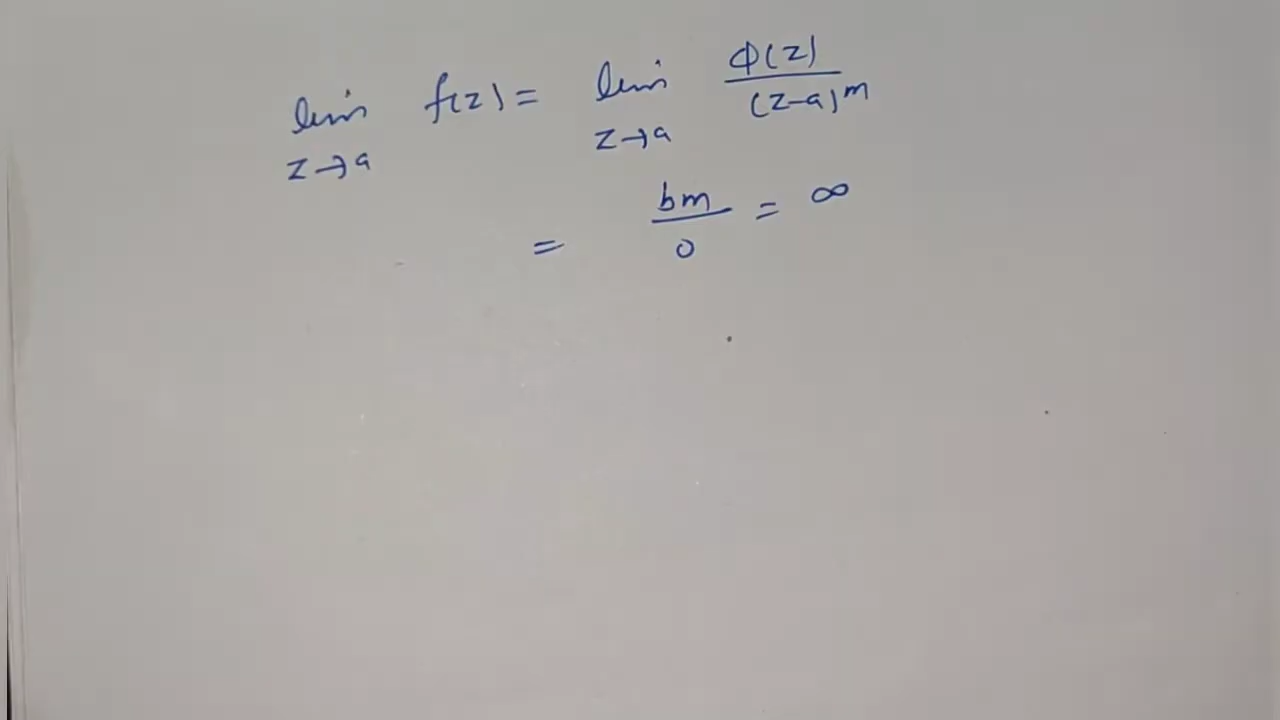 lim f(z) = lim Φ(z)
z→a z→a (z-a)^m
= bm / 0 = ∞